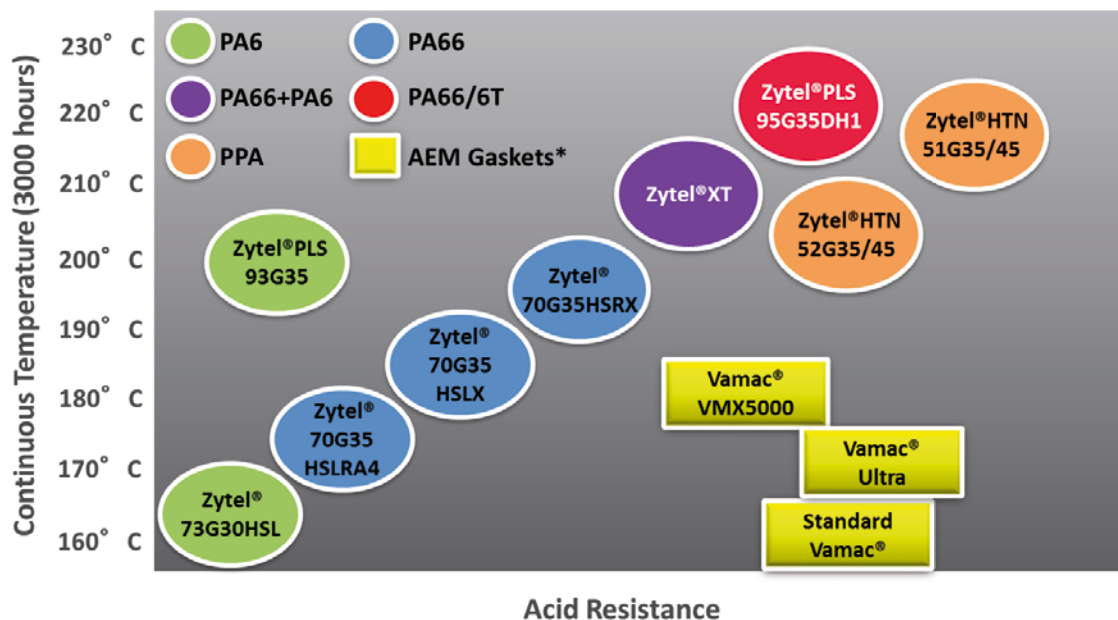 Continuous Temperature (3000 hours)
230° C
220° C
210° C
200° C
190° C
180° C
170° C
160° C
PA6
PA66
PA66+PA6
PA66/6T
PPA
AEM Gaskets*
Zytel®PLS
95G35DH1
Zytel®HTN
51G35/45
Zytel®XT
Zytel®HTN
52G35/45
Zytel®PLS
93G35
Zytel®
70G35HSRX
Zytel®
70G35
HSLX
Vamac®
VMX5000
Zytel®
70G35
HSLRA4
Vamac®
Ultra
Zytel®
73G30HSL
Standard
Vamac®
Acid Resistance